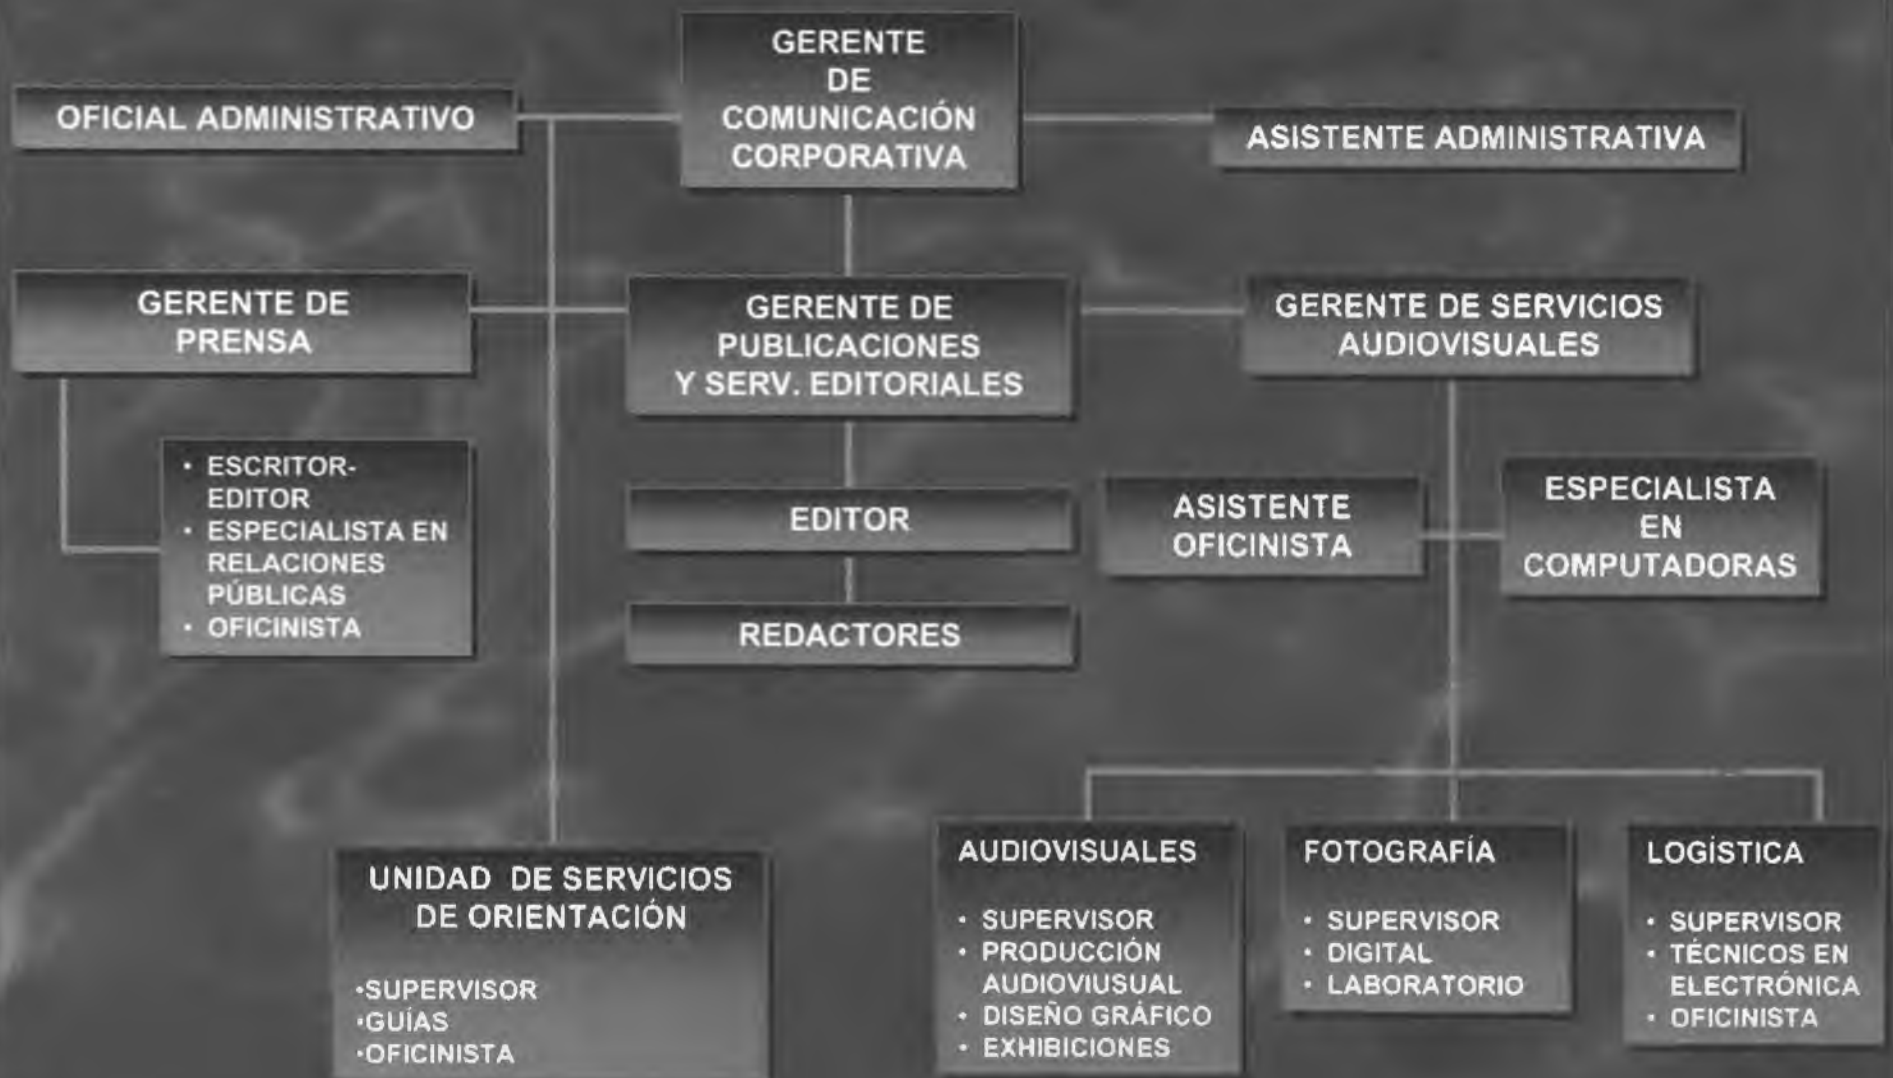 GERENTE
DE
COMUNICACIÓN
CORPORATIVA
OFICIAL ADMINISTRATIVO
ASISTENTE ADMINISTRATIVA
GERENTE DE
PRENSA
GERENTE DE
PUBLICACIONES
Y SERV. EDITORIALES
GERENTE DE SERVICIOS
AUDIOVISUALES
• ESCRITOR-
EDITOR
• ESPECIALISTA EN
RELACIONES
PÚBLICAS
• OFICINISTA
EDITOR
REDACTORES
ASISTENTE
OFICINISTA
ESPECIALISTA
EN
COMPUTADORAS
UNIDAD DE SERVICIOS
DE ORIENTACIÓN
•SUPERVISOR
•GUÍAS
•OFICINISTA
AUDIOVISUALES
• SUPERVISOR
• PRODUCCIÓN
AUDIOVIUSUAL
• DISEÑO GRÁFICO
• EXHIBICIONES
FOTOGRAFÍA
• SUPERVISOR
• DIGITAL
• LABORATORIO
LOGÍSTICA
• SUPERVISOR
• TÉCNICOS EN
ELECTRÓNICA
• OFICINISTA